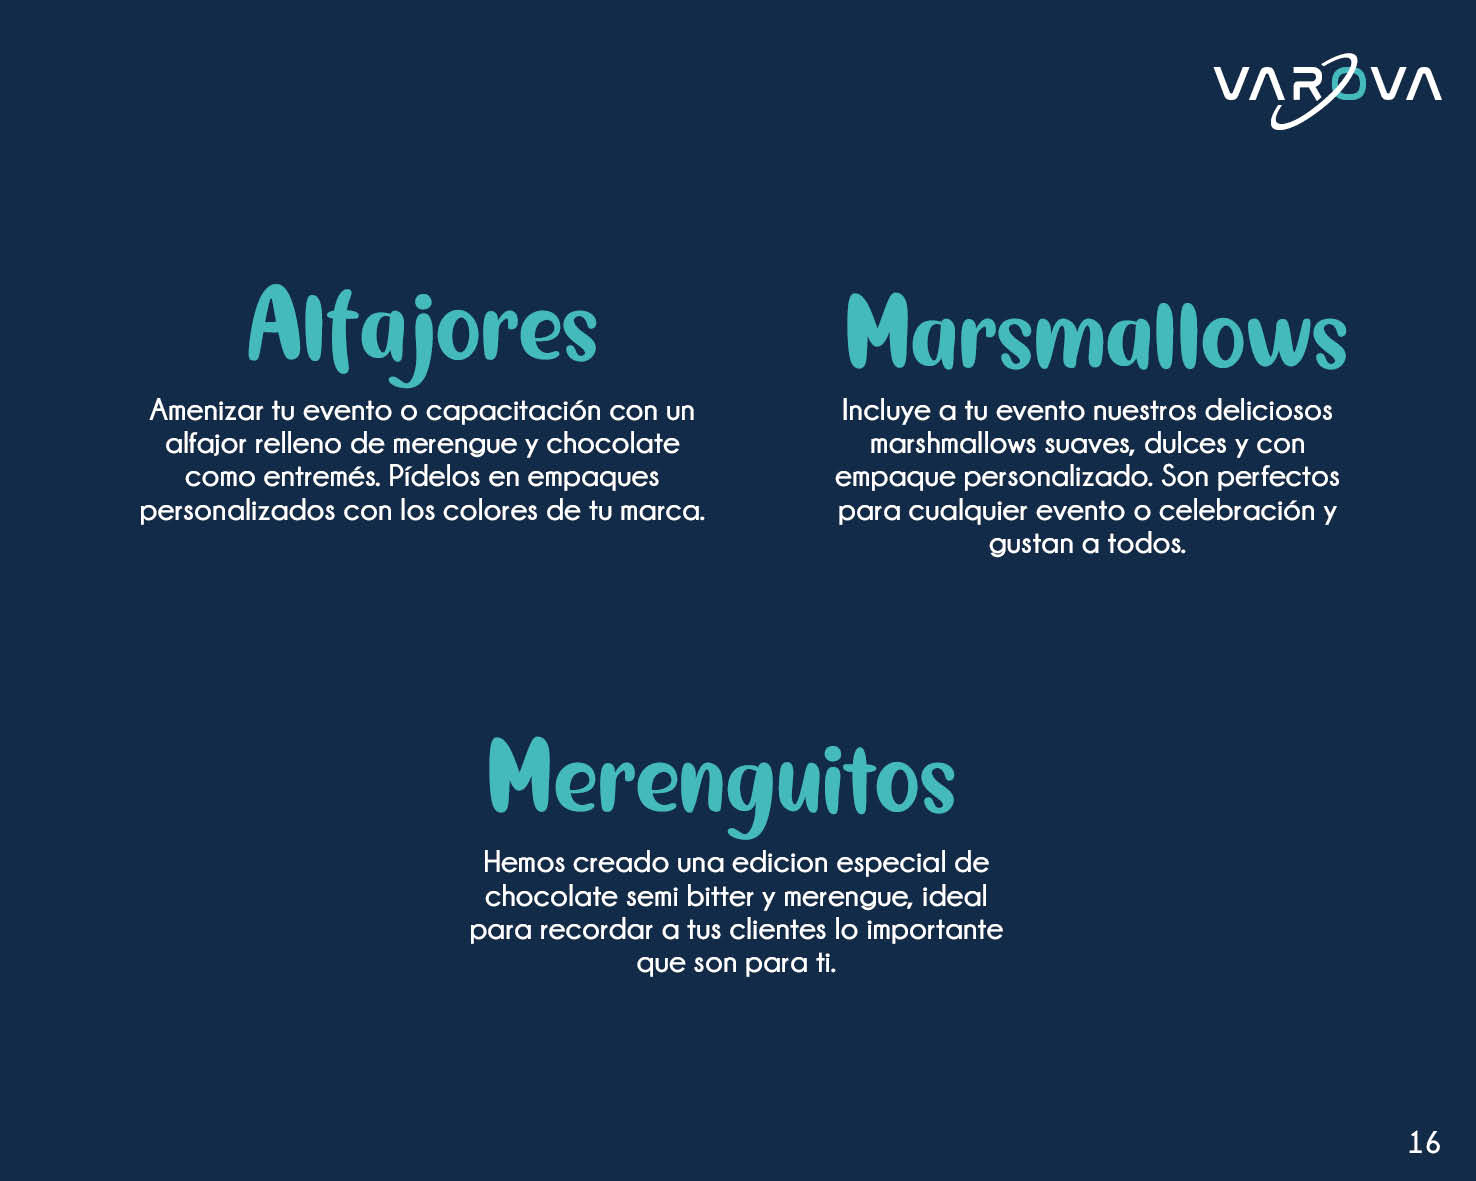 VAROVA
Alfajores
Amenizar tu evento o capacitación con un
alfajor relleno de merengue y chocolate
como entremés. Pídelos en empaques
personalizados con los colores de tu marca.
Marsmallows
Incluye a tu evento nuestros deliciosos
marshmallows suaves, dulces y con
empaque personalizado. Son perfectos
para cualquier evento o celebración y
gustan a todos.
Merenguitos
Hemos creado una edicion especial de
chocolate semi bitter y merengue, ideal
para recordar a tus clientes lo importante
que son para ti.
16